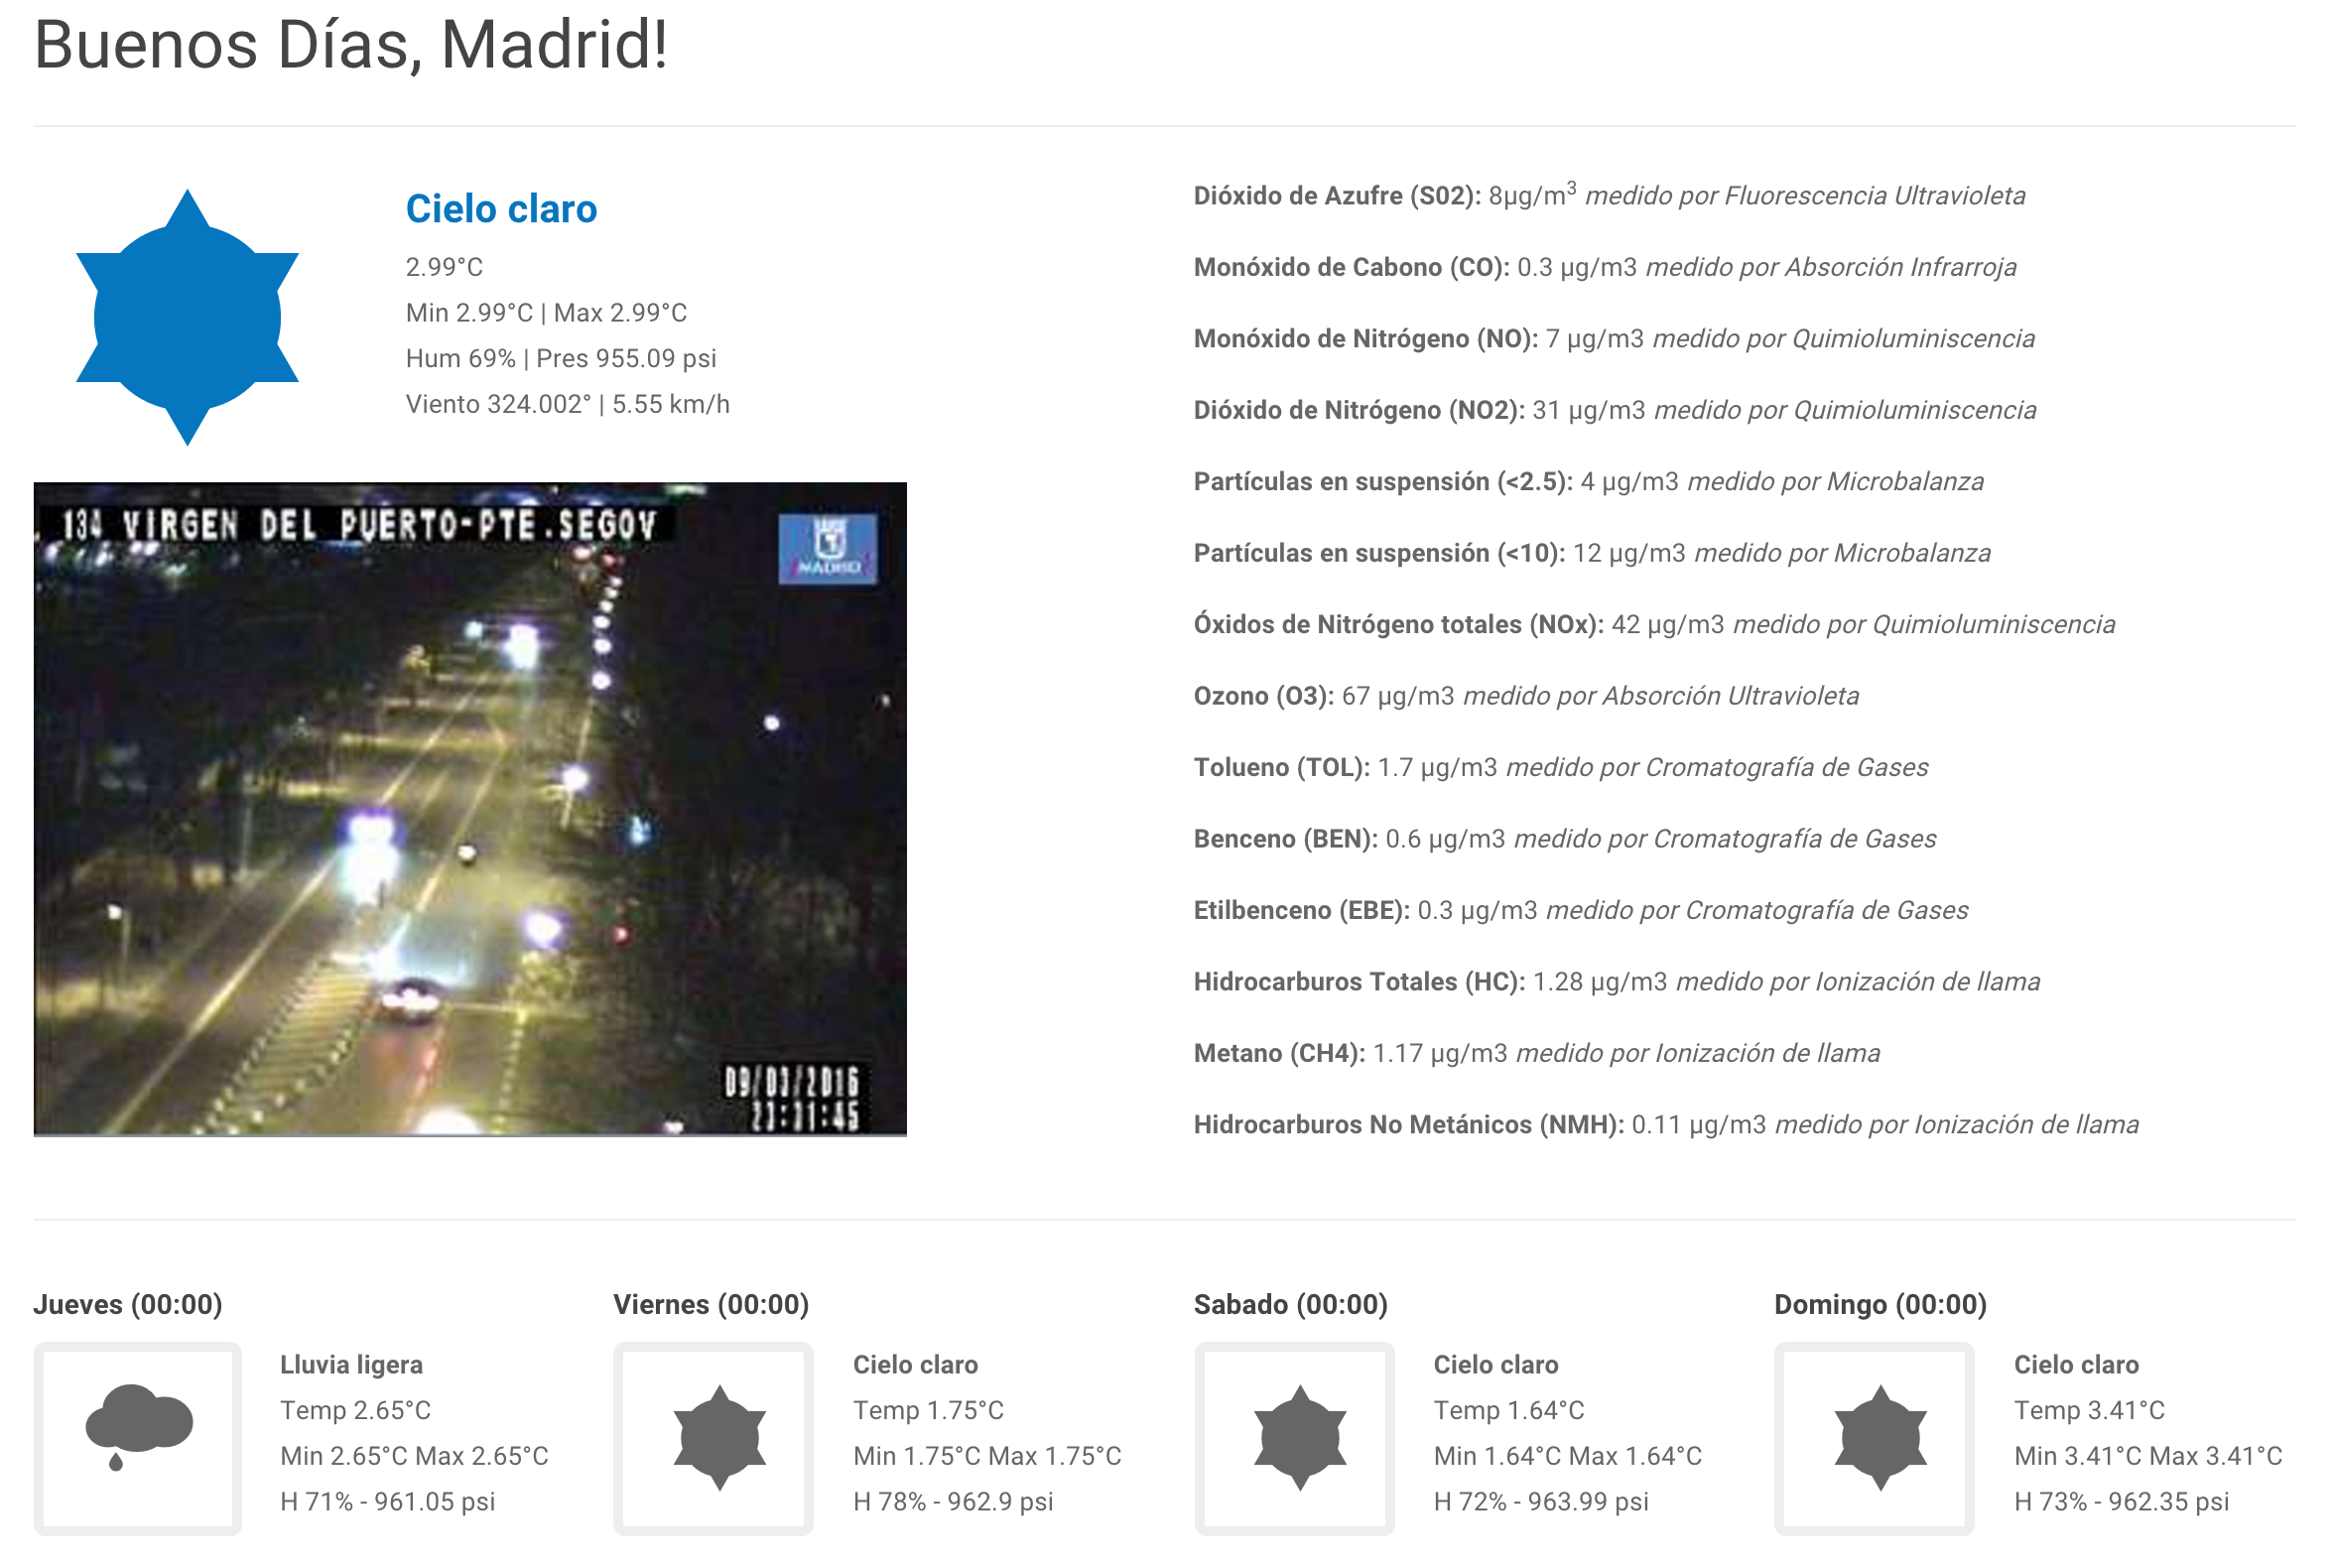 Buenos Días, Madrid!
Cielo claro
2.99°C
Min 2.99°C | Max 2.99°C
Hum 69% | Pres 955.09 psi
Viento 324.002° | 5.55 km/h
134 VIRGEN DEL PUERTO-PTE.SEGOV
MADRID
09/03/2016
Dióxido de Azufre (S02): 8µg/m³ medido por Fluorescencia Ultravioleta
Monóxido de Cabono (CO): 0.3 µg/m3 medido por Absorción Infrarroja
Monóxido de Nitrógeno (NO): 7 µg/m3 medido por Quimioluminiscencia
Dióxido de Nitrógeno (NO2): 31 µg/m3 medido por Quimioluminiscencia
Partículas en suspensión (<2.5): 4 µg/m3 medido por Microbalanza
Partículas en suspensión (<10): 12 µg/m3 medido por Microbalanza
Óxidos de Nitrógeno totales (NOx): 42 µg/m3 medido por Quimioluminiscencia
Ozono (O3): 67 µg/m3 medido por Absorción Ultravioleta
Tolueno (TOL): 1.7 µg/m3 medido por Cromatografía de Gases
Benceno (BEN): 0.6 µg/m3 medido por Cromatografía de Gases
Etilbenceno (EBE): 0.3 µg/m3 medido por Cromatografía de Gases
Hidrocarburos Totales (HC): 1.28 µg/m3 medido por Ionización de llama
Metano (CH4): 1.17 µg/m3 medido por Ionización de llama
Hidrocarburos No Metánicos (NMH): 0.11 µg/m3 medido por Ionización de llama
Jueves (00:00)
Lluvia ligera
Temp 2.65°C
Min 2.65°C Max 2.65°C
H 71% - 961.05 psi
Viernes (00:00)
Cielo claro
Temp 1.75°C
Min 1.75°C Max 1.75°C
H 78% - 962.9 psi
Sabado (00:00)
Cielo claro
Temp 1.64°C
Min 1.64°C Max 1.64°C
H 72% - 963.99 psi
Domingo (00:00)
Cielo claro
Temp 3.41°C
Min 3.41°C Max 3.41°C
H 73% - 962.35 psi